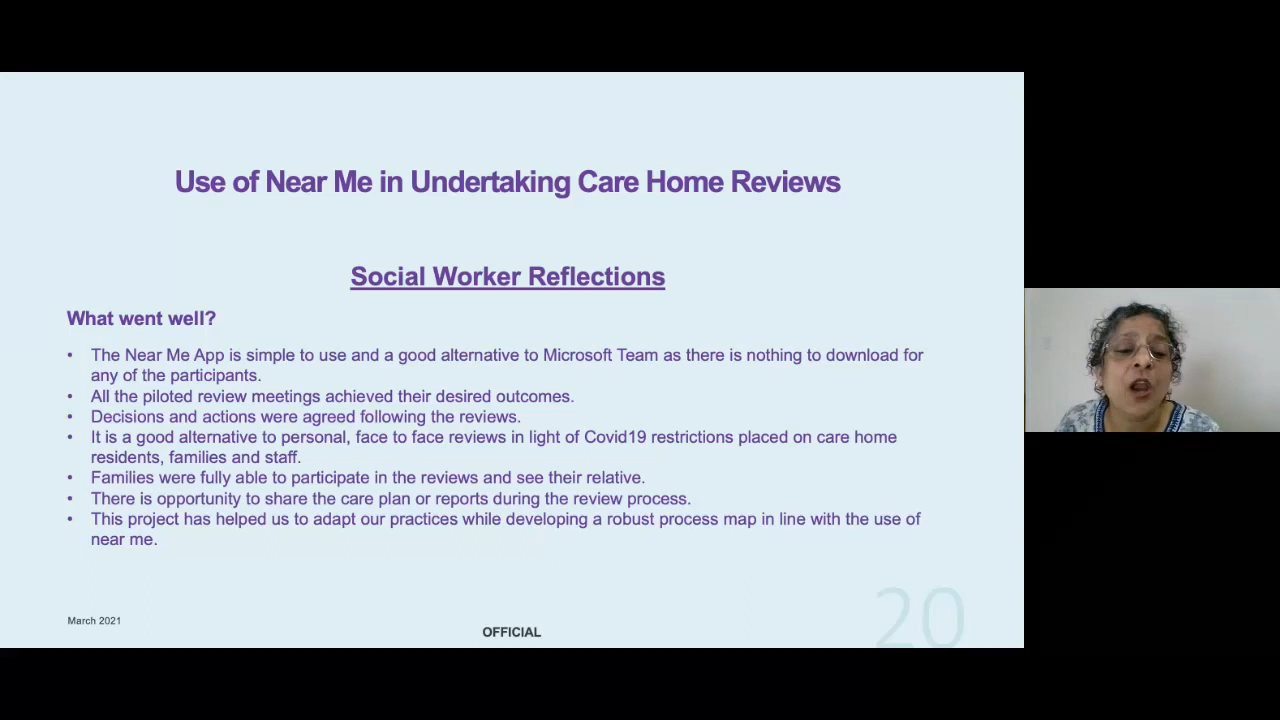 Use of Near Me in Undertaking Care Home Reviews
Social Worker Reflections
What went well?
• The Near Me App is simple to use and a good alternative to Microsoft Team as there is nothing to download for
any of the participants.
• All the piloted review meetings achieved their desired outcomes.
• Decisions and actions were agreed following the reviews.
• It is a good alternative to personal, face to face reviews in light of Covid19 restrictions placed on care home
residents, families and staff.
• Families were fully able to participate in the reviews and see their relative.
• There is opportunity to share the care plan or reports during the review process.
• This project has helped us to adapt our practices while developing a robust process map in line with the use of
near me.
March 2021
OFFICIAL
20